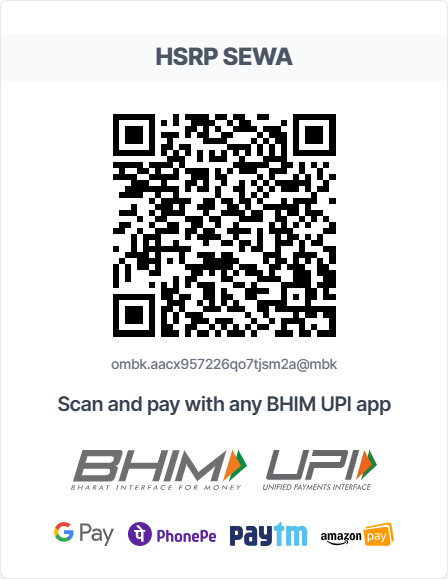 HSRP SEWA
ombk.aacx957226qo7tjsm2a@mbk
Scan and pay with any BHIM UPI app
BHIM UPI
BHARAT INTERFACE FOR MONEY UNIFIED PAYMENTS INTERFACE
G Pay PhonePe paytm amazon pay